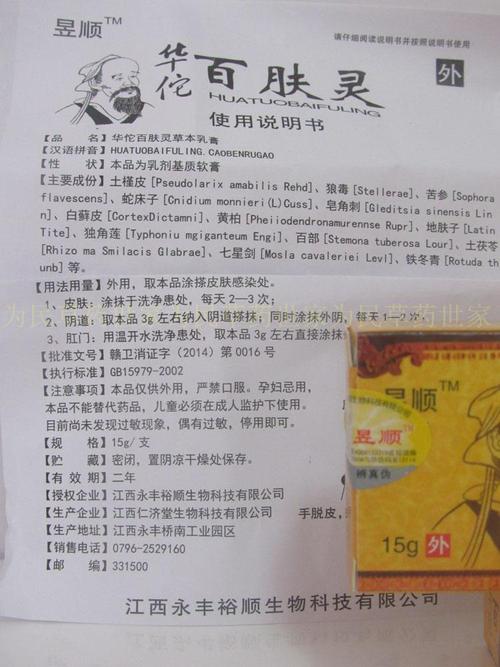 昱顺™
请仔细阅读说明书并按照说明书使用
华佗百肤灵
外
HUATUOBAIFULING
使用说明书
【品 名】华佗百肤灵草本乳膏
【汉语拼音】HUATUOBAIFULING.CAOBENRUGAO
【性 状】本品为乳剂基质软膏
【主要成份】土槿皮[Pseudolarix amabilis Rehd]、狼毒[Stellerae]、苦参[Sophora
flavescens]、蛇床子[Cnidium monnieri(L)Cuss]、皂角刺[Gleditsia sinensis Lin
n]、白藓皮[CortexDictamni]、黄柏[Pheiiodendronamurennse Rupr]、地肤子[Latin
Tite]、独角莲[Typhoniu mgiganteum Engi]、百部[Stemona tuberosa Lour]、土茯苓
[Rhizo ma Smilacis Glabrae]、七星剑[Mosla cavaleriei Levl]、铁冬青[Rotuda th
unb]等。
【用法用量】外用，取本品涂搽皮肤感染处。
1、皮肤：涂抹于洗净患处，每天2—3次；
2、阴道：取本品3g左右纳入阴道搽抹，同时涂抹外阴，每天1—2次。
3、肛门：用温开水洗净患处，取本品3g左右直接涂抹
【批准文号】赣卫消证字（2014）第0016号
【执行标准】GB15979-2002
【注意事项】本品仅供外用，严禁口服。孕妇忌用，
本品不能替代药品，儿童必须在成人监护下使用。
目前尚未发现过敏现象，偶有过敏，停用即可。
【规 格】15g/支
【贮 藏】密闭，置阴凉干燥处保存。
【有 效 期】二年
【授权企业】江西永丰裕顺生物科技有限公司
【生产企业】江西仁济堂生物科技有限公司
手脱皮，
【生产地址】江西永丰桥南工业园区
【销售电话】0796-2529160
【邮 编】331500
江西永丰裕顺生物科技有限公司
昱顺™
昱顺
辨真伪
15g 外